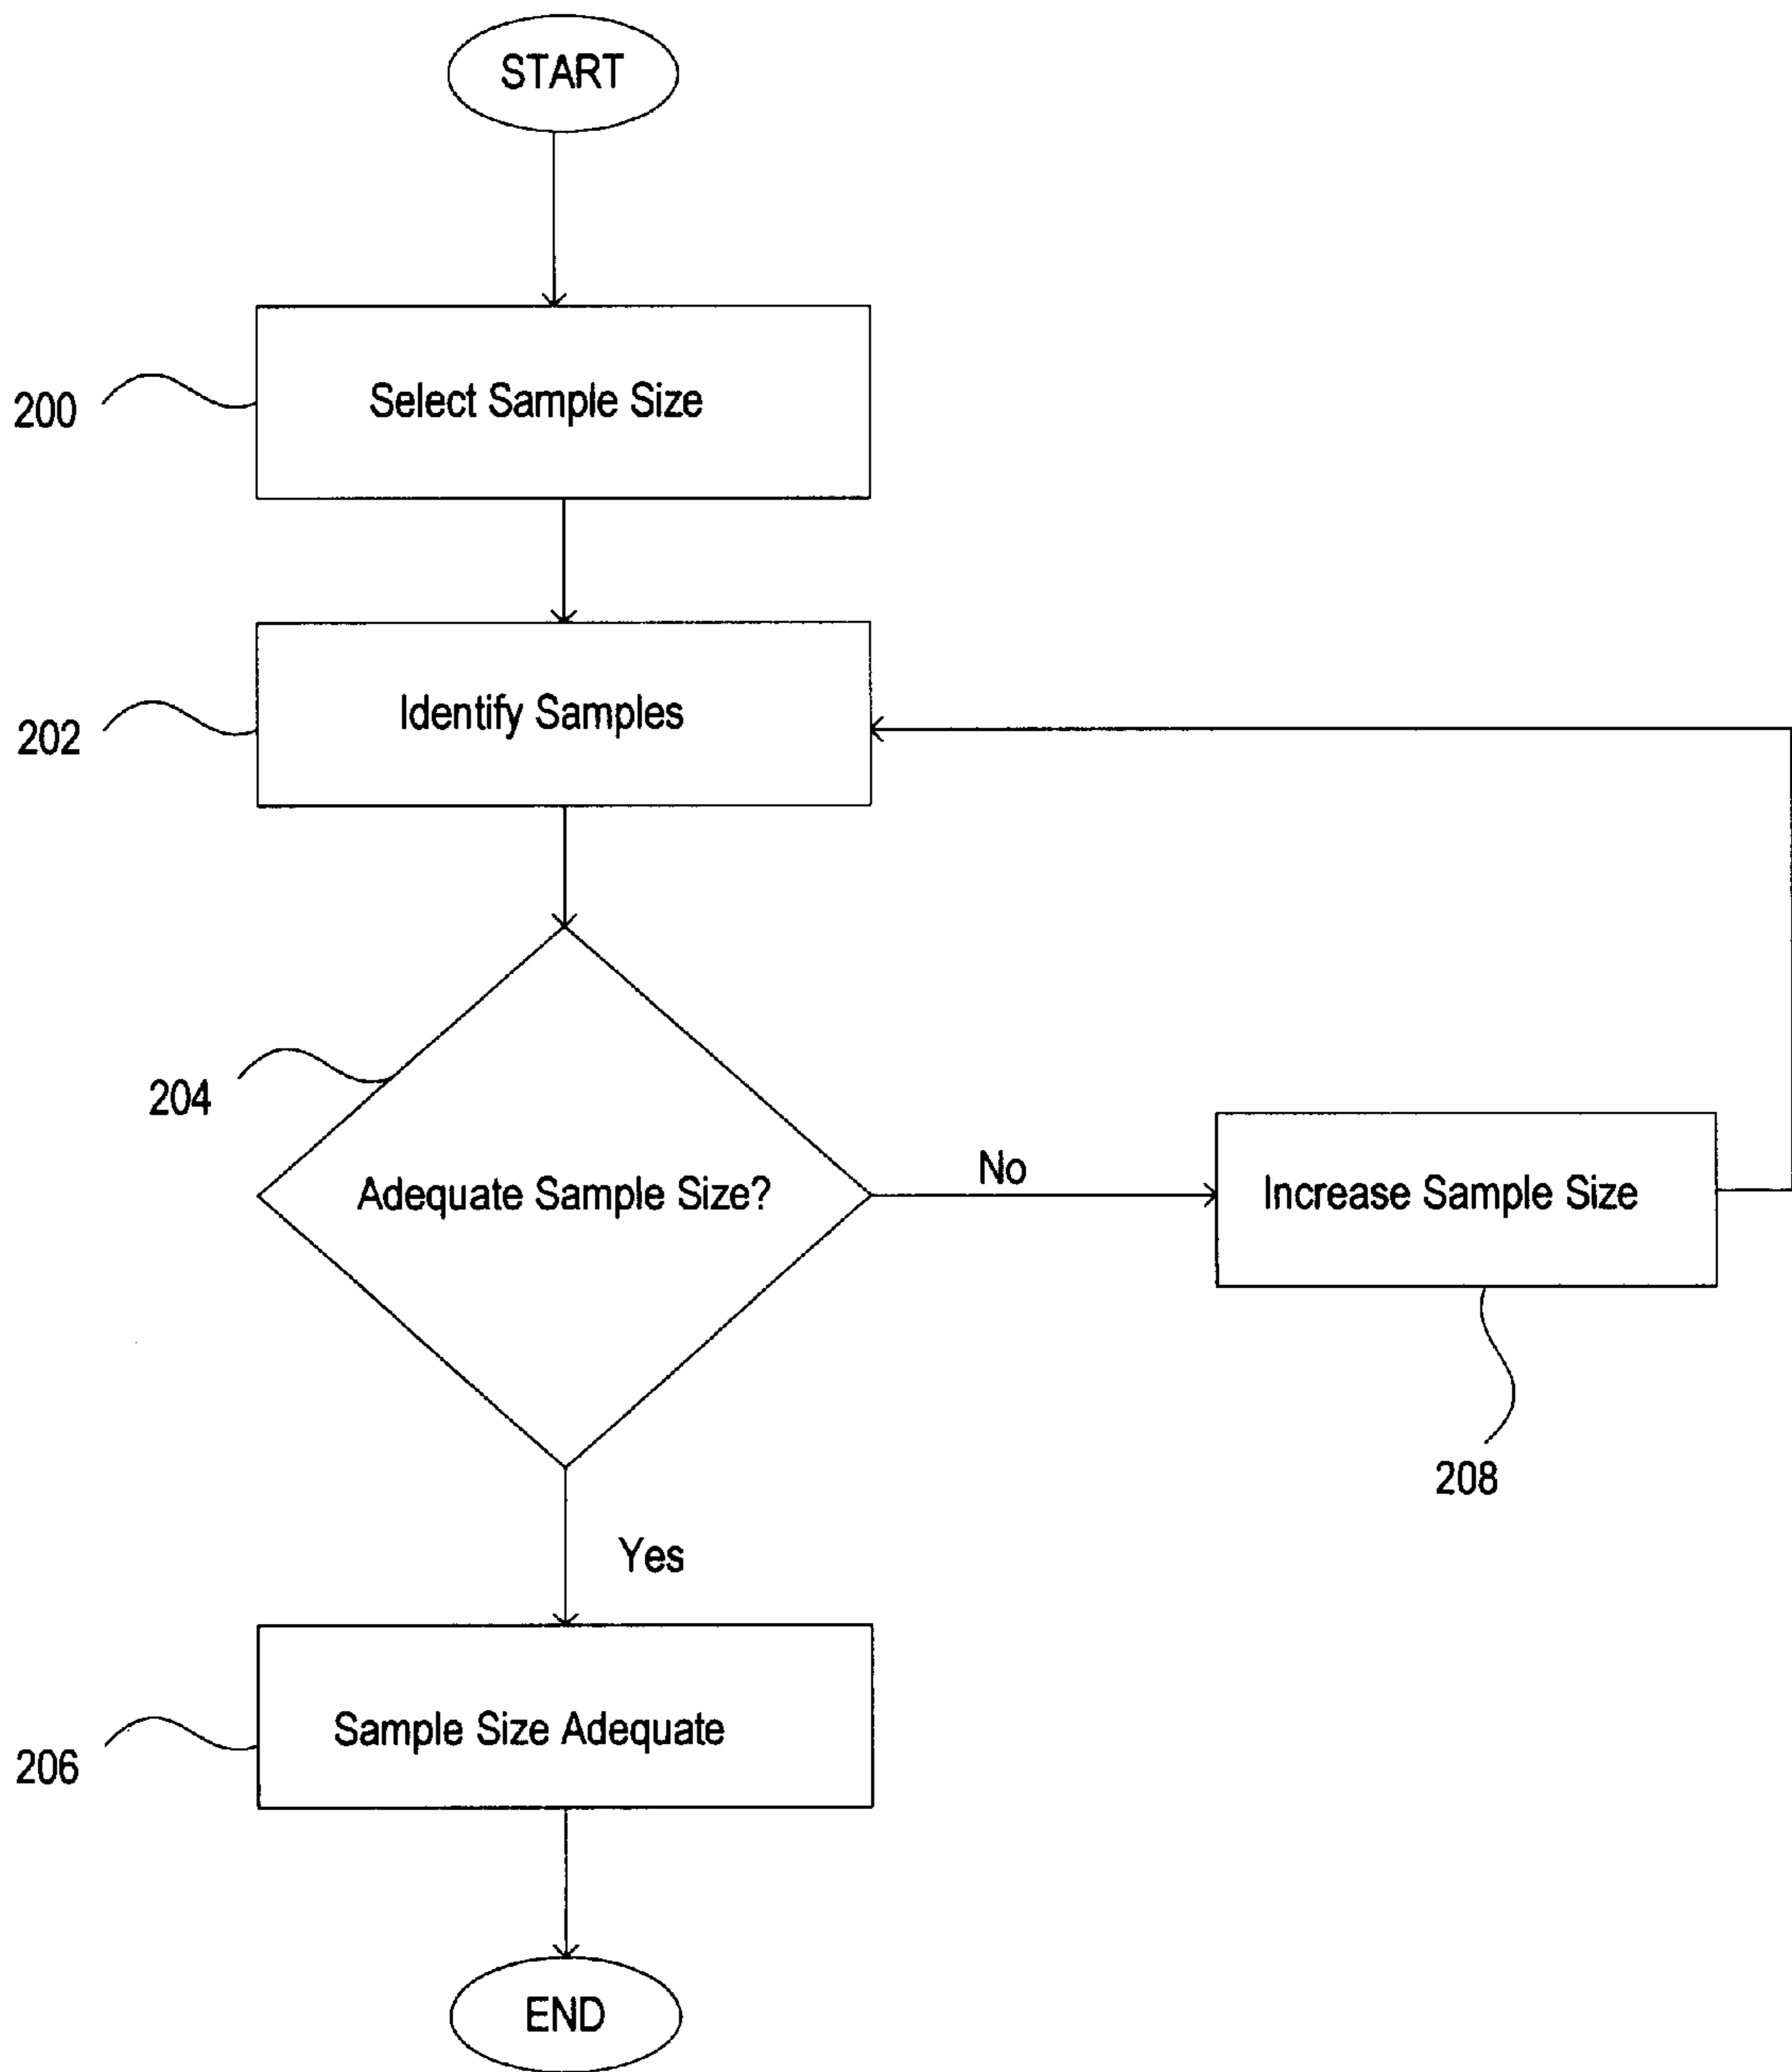 START
200
Select Sample Size
202
Identify Samples
204
Adequate Sample Size?
No
Increase Sample Size
208
Yes
206
Sample Size Adequate
END